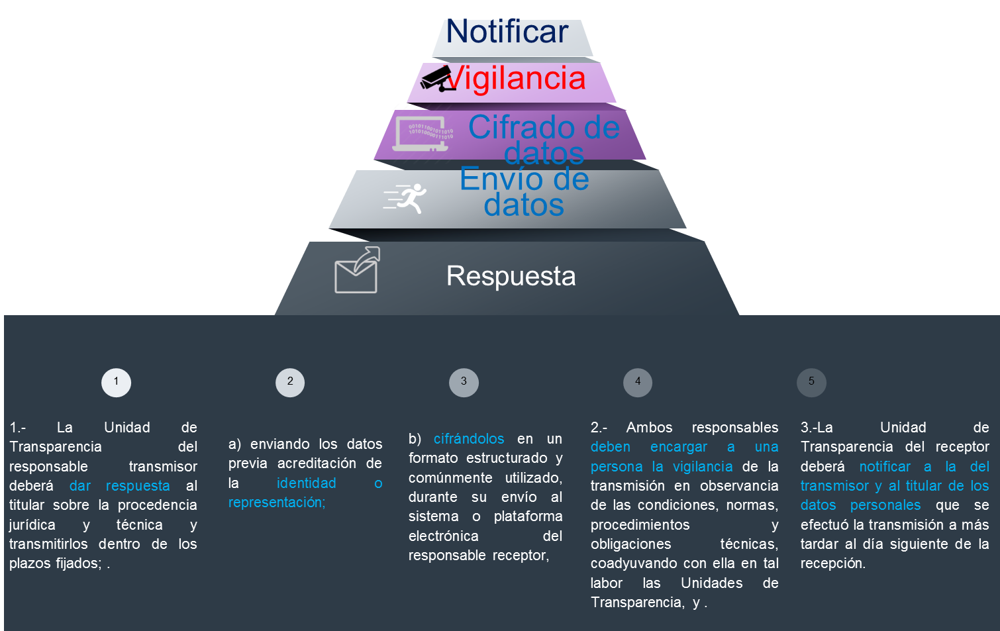 Notificar
Vigilancia
001011001011010
101010000111010
Cifrado de
datos
Envío de
datos
Respuesta
1
2
3
4
5
1.- La Unidad de
Transparencia del
responsable transmisor
deberá dar respuesta al
titular sobre la procedencia
jurídica y técnica y
transmitirlos dentro de los
plazos fijados; .
a) enviando los datos
previa acreditación de
la identidad o
representación;
b) cifrándolos en un
formato estructurado y
comúnmente utilizado,
durante su envío al
sistema o plataforma
electrónica del
responsable receptor,
2.- Ambos responsables
deben encargar a una
persona la vigilancia de la
transmisión en observancia
de las condiciones, normas,
procedimientos y
obligaciones técnicas,
coadyuvando con ella en tal
labor las Unidades de
Transparencia, y .
3.-La Unidad de
Transparencia del receptor
deberá notificar a la del
transmisor y al titular de los
datos personales que se
efectuó la transmisión a más
tardar al día siguiente de la
recepción.